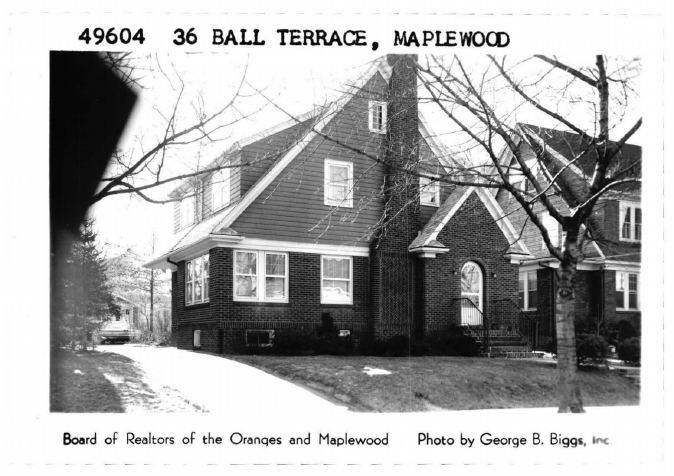 49604 36 BALL TERRACE, MAPLEWOOD
Board of Realtors of the Oranges and Maplewood Photo by George B. Biggs, Inc.